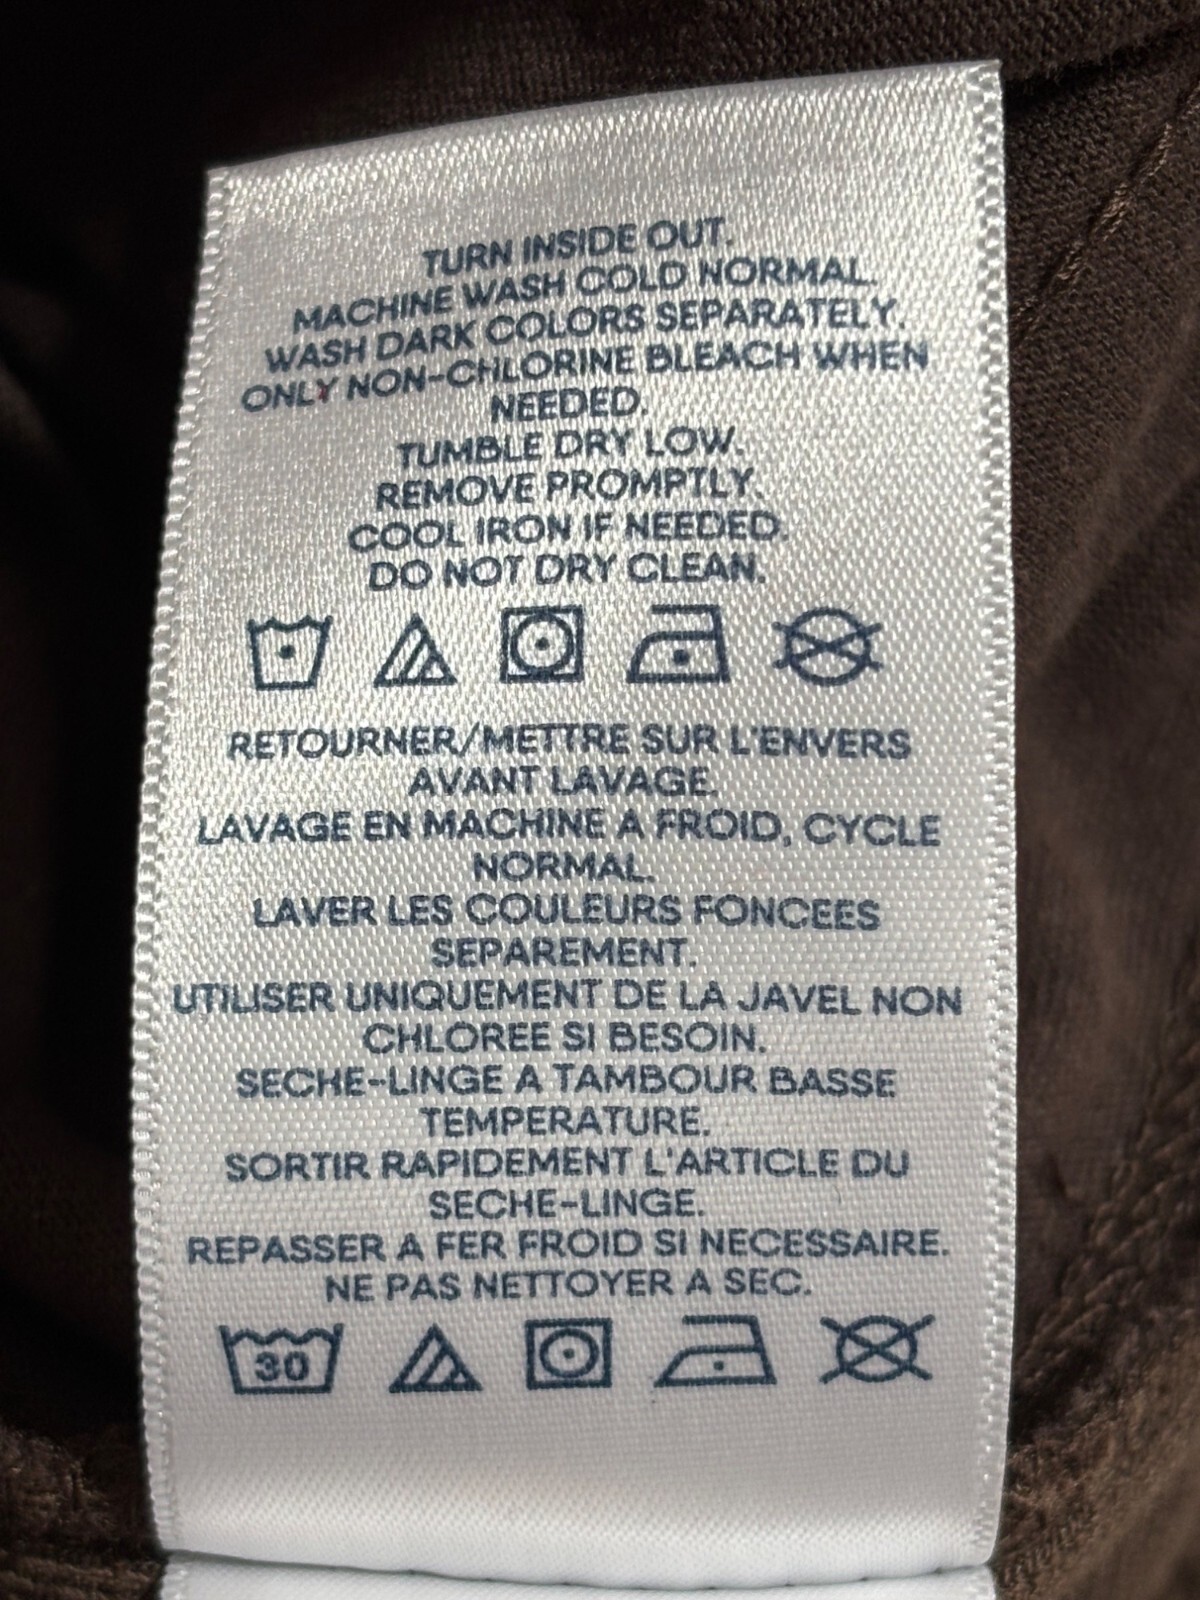 TURN INSIDE OUT.
MACHINE WASH COLD NORMAL.
WASH DARK COLORS SEPARATELY.
ONLY NON-CHLORINE BLEACH WHEN
NEEDED.
TUMBLE DRY LOW.
REMOVE PROMPTLY.
COOL IRON IF NEEDED.
DO NOT DRY CLEAN.
RETOURNER/METTRE SUR L'ENVERS
AVANT LAVAGE.
LAVAGE EN MACHINE A FROID, CYCLE
NORMAL.
LAVER LES COULEURS FONCEES
SEPAREMENT.
UTILISER UNIQUEMENT DE LA JAVEL NON
CHLOREE SI BESOIN.
SECHE-LINGE A TAMBOUR BASSE
TEMPERATURE.
SORTIR RAPIDEMENT L'ARTICLE DU
SECHE-LINGE.
REPASSER A FER FROID SI NECESSAIRE.
NE PAS NETTOYER A SEC.
30